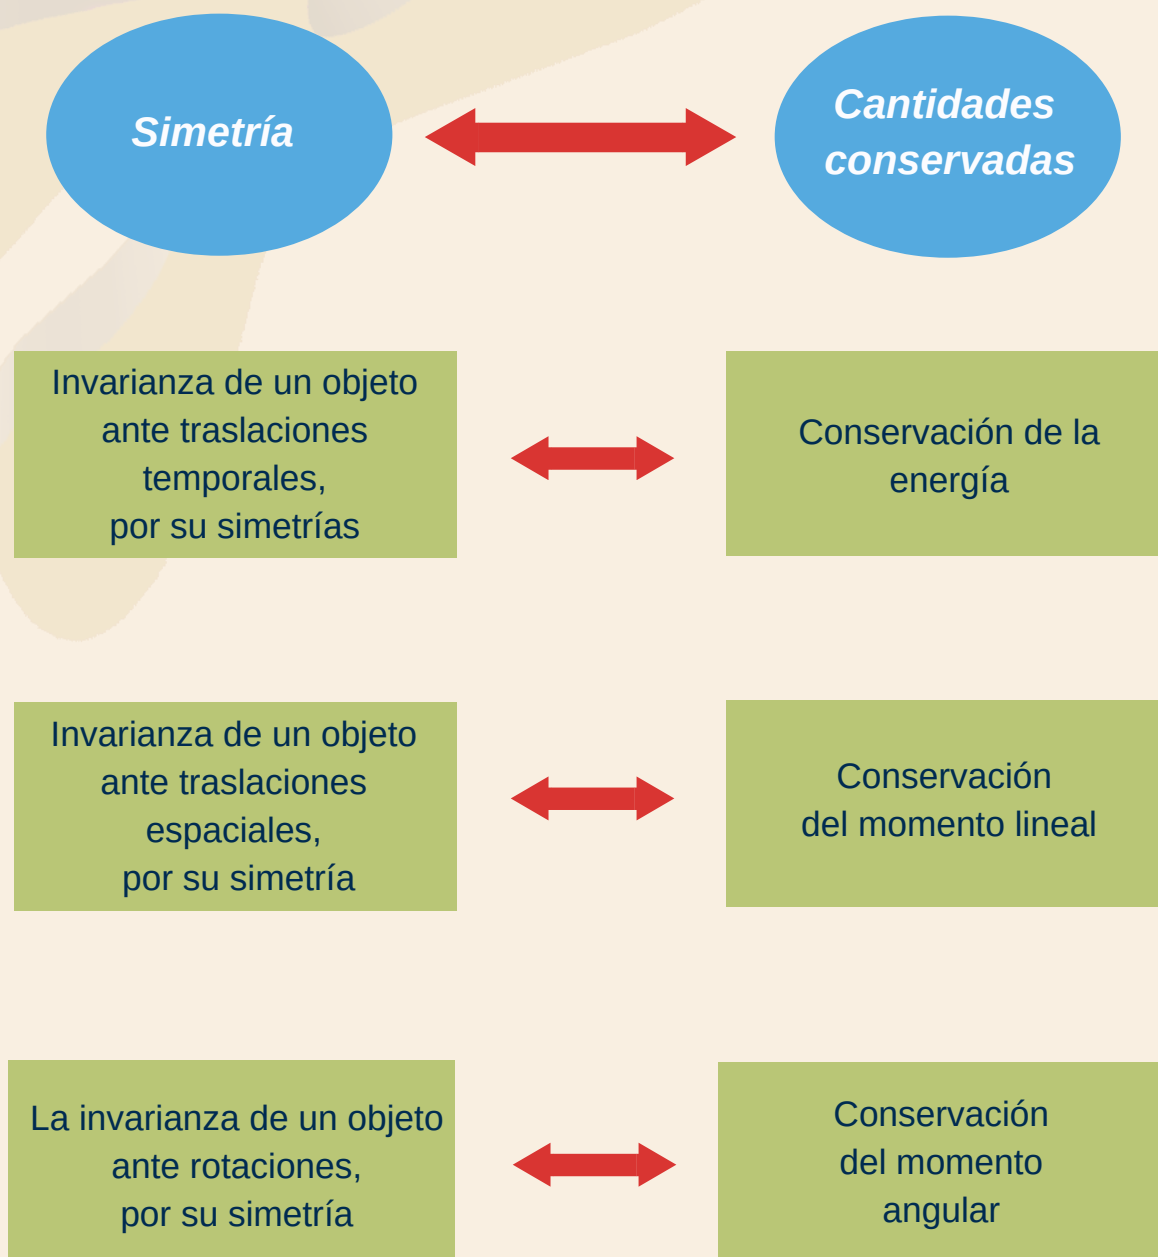 Simetría
Cantidades
conservadas
Invarianza de un objeto
ante traslaciones
temporales,
por su simetrías
Conservación de la
energía
Invarianza de un objeto
ante traslaciones
espaciales,
por su simetría
Conservación
del momento lineal
La invarianza de un objeto
ante rotaciones,
por su simetría
Conservación
del momento
angular